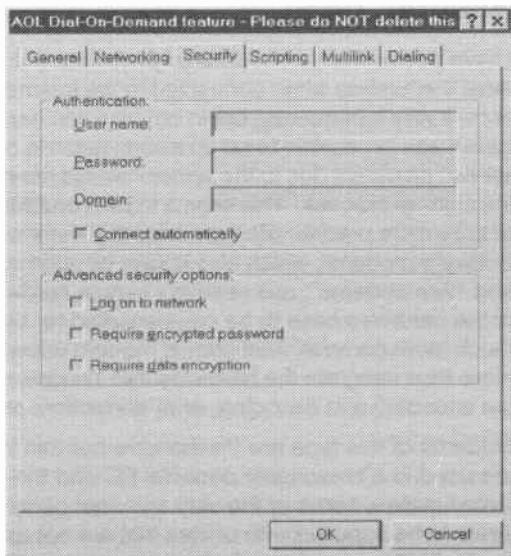 AOL Dial-On-Demand feature - Please do NOT delete this ? ×
General Networking Security Scripting Multilink Dialing
Authentication:
User name:
Password:
Domain:
Connect automatically
Advanced security options:
Log on to network
Require encrypted password
Require data encryption
OK Cancel